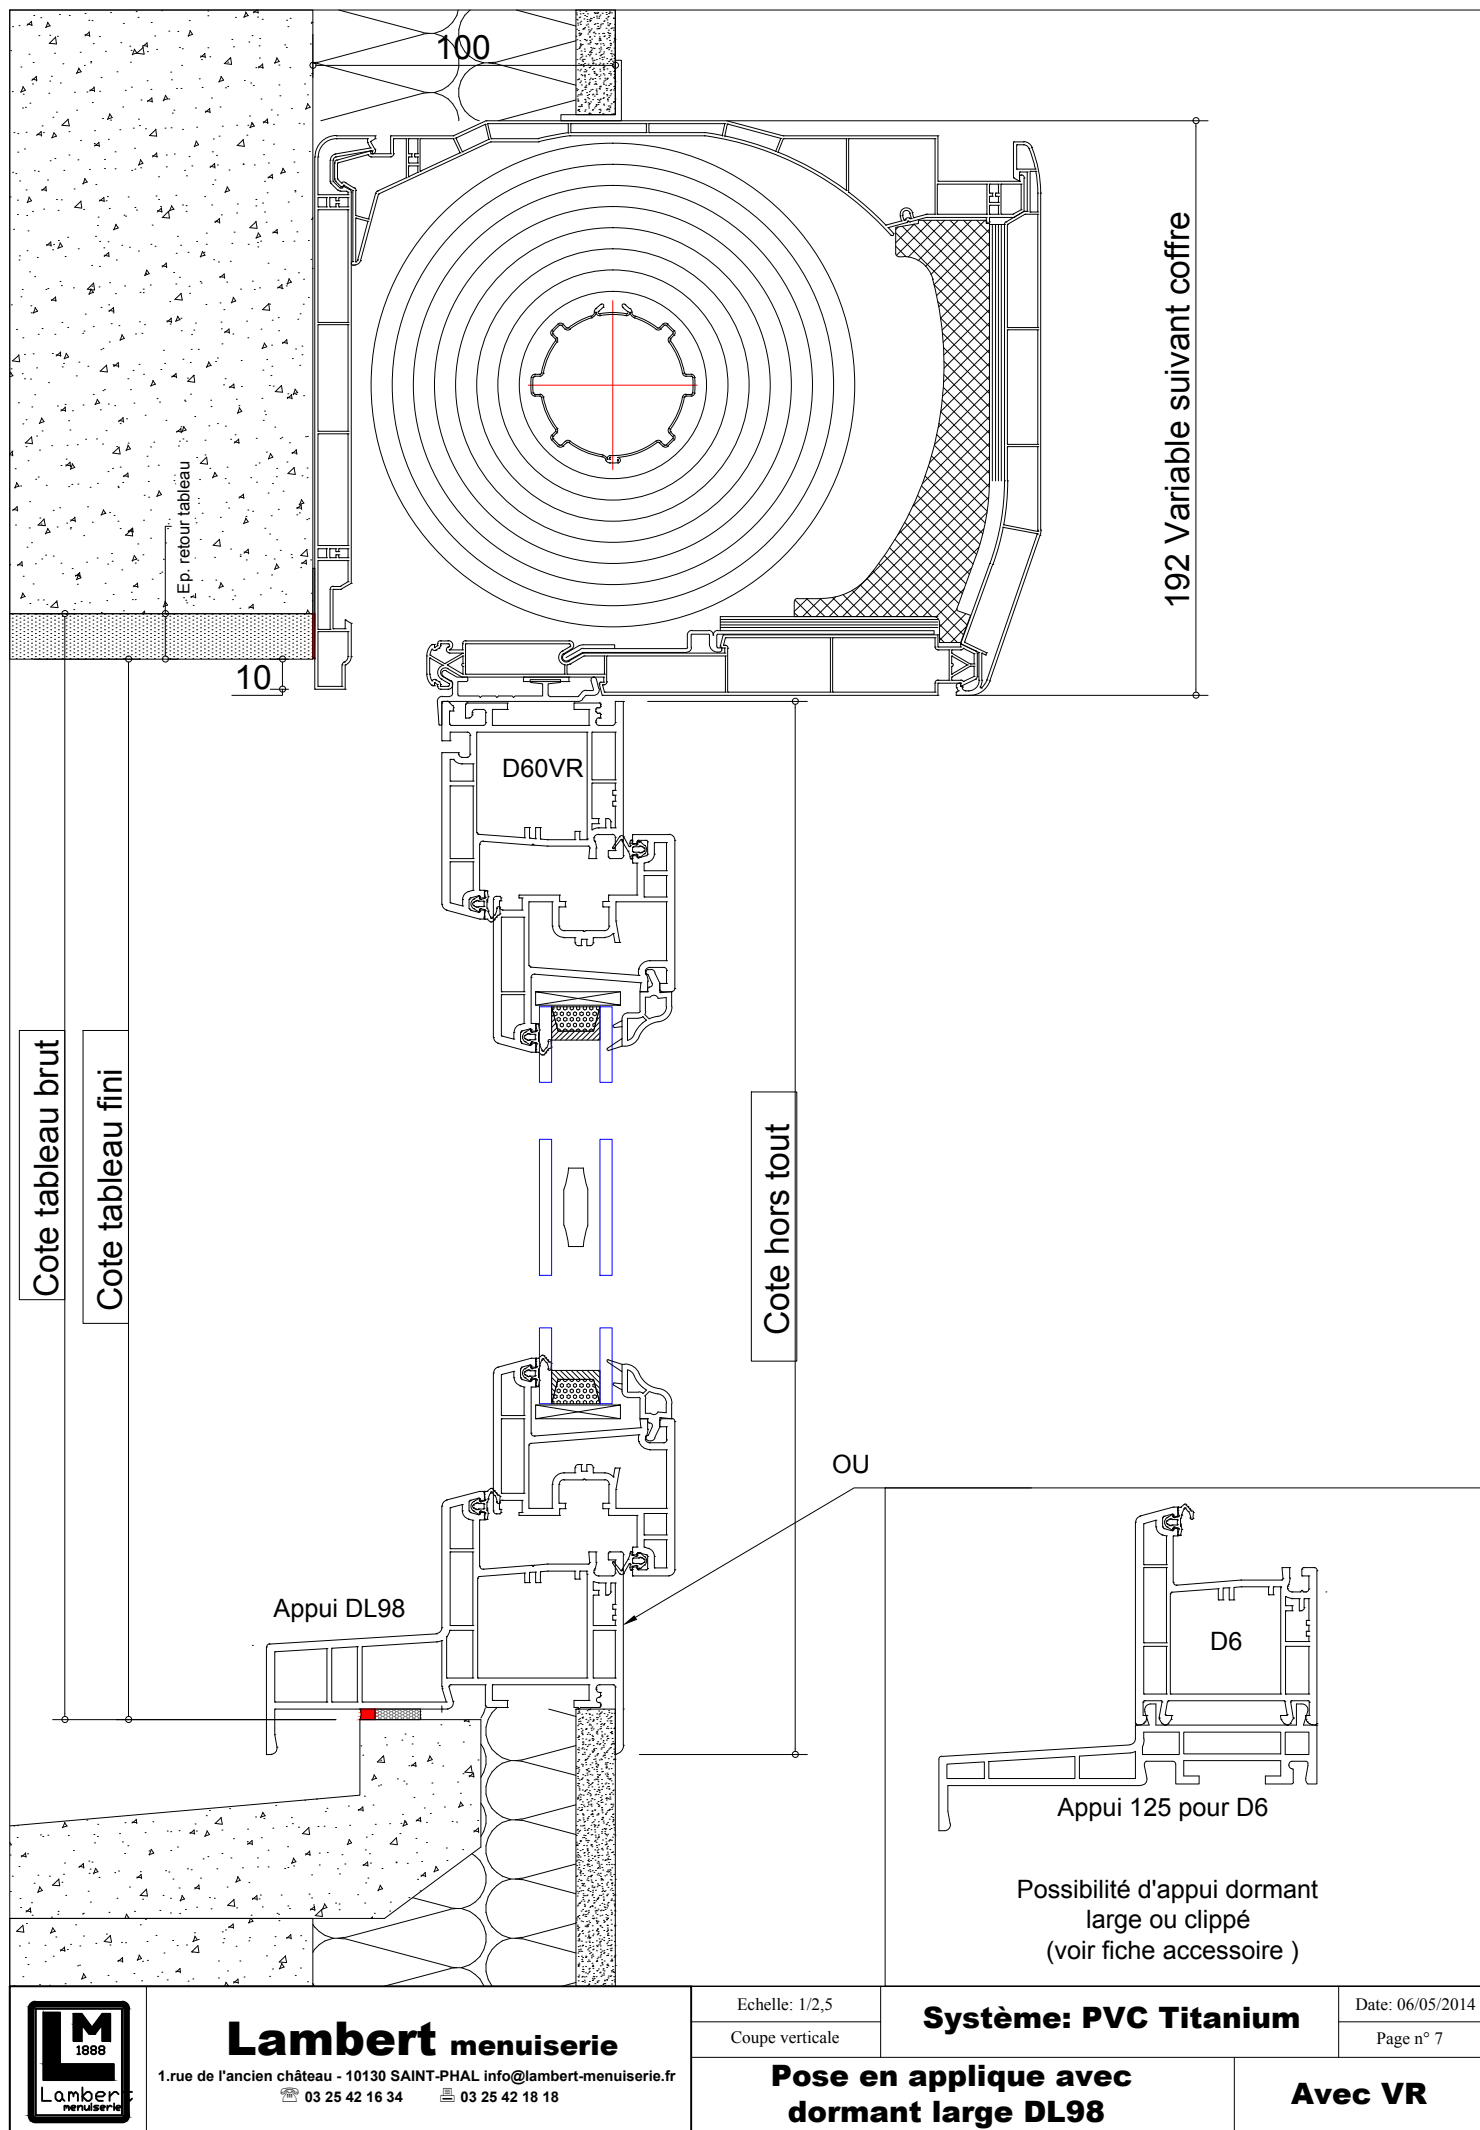 100
192 Variable suivant coffre
Ep. retour tableau
10
D60VR
Cote tableau brut
Cote tableau fini
Cote hors tout
OU
Appui DL98
D6
Appui 125 pour D6
Possibilité d'appui dormant
large ou clippé
(voir fiche accessoire )
LM
1888
Lambert
menuiserie
Lambert menuiserie
1.rue de l'ancien château - 10130 SAINT-PHAL info@lambert-menuiserie.fr
03 25 42 16 34 03 25 42 18 18
Echelle: 1/2,5
Coupe verticale
Système: PVC Titanium
Date: 06/05/2014
Page n° 7
Pose en applique avec
dormant large DL98
Avec VR